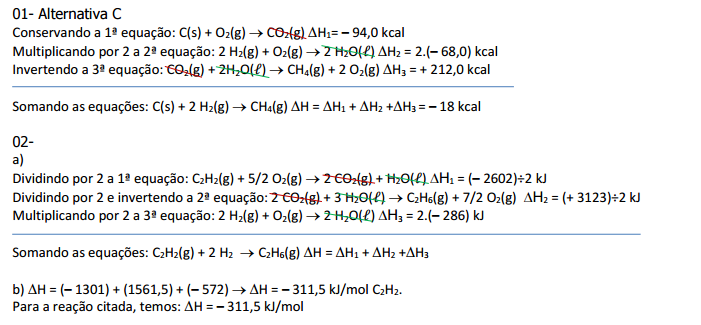 01- Alternativa C
Conservando a 1ª equação: C(s) + O₂(g) → CO₂(g) ΔH₁= – 94,0 kcal
Multiplicando por 2 a 2ª equação: 2 H₂(g) + O₂(g) → 2 H₂O(ℓ) ΔH₂ = 2.(– 68,0) kcal
Invertendo a 3ª equação: CO₂(g) + 2H₂O(ℓ) → CH₄(g) + 2 O₂(g) ΔH₃ = + 212,0 kcal
Somando as equações: C(s) + 2 H₂(g) → CH₄(g) ΔH = ΔH₁ + ΔH₂ +ΔH₃ = – 18 kcal
02-
a)
Dividindo por 2 a 1ª equação: C₂H₂(g) + 5/2 O₂(g) → 2 CO₂(g) + H₂O(ℓ) ΔH₁ = (– 2602)÷2 kJ
Dividindo por 2 e invertendo a 2ª equação: 2 CO₂(g) + 3 H₂O(ℓ) → C₂H₆(g) + 7/2 O₂(g) ΔH₂ = (+ 3123)÷2 kJ
Multiplicando por 2 a 3ª equação: 2 H₂(g) + O₂(g) → 2 H₂O(ℓ) ΔH₃ = 2.(– 286) kJ
Somando as equações: C₂H₂(g) + 2 H₂ → C₂H₆(g) ΔH = ΔH₁ + ΔH₂ +ΔH₃
b) ΔH = (– 1301) + (1561,5) + (– 572) → ΔH = – 311,5 kJ/mol C₂H₂.
Para a reação citada, temos: ΔH = – 311,5 kJ/mol